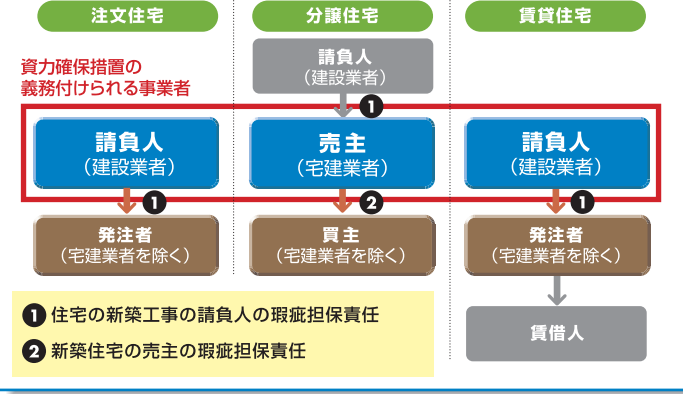 注文住宅
分譲住宅
賃貸住宅
請負人
（建設業者）
資力確保措置の
義務付けられる事業者
1
請負人
（建設業者）
売主
（宅建業者）
請負人
（建設業者）
1
2
1
発注者
（宅建業者を除く）
買主
（宅建業者を除く）
発注者
（宅建業者を除く）
1 住宅の新築工事の請負人の瑕疵担保責任
2 新築住宅の売主の瑕疵担保責任
賃借人